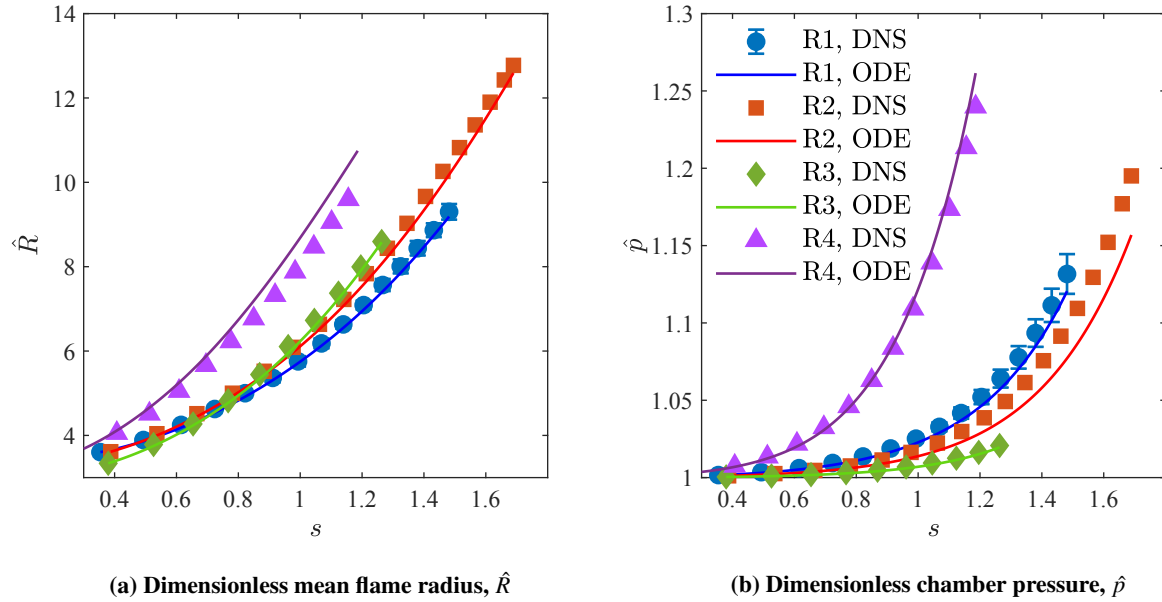 14
12
10
8
6
4
R̂
0.4 0.6 0.8 1 1.2 1.4 1.6
s
(a) Dimensionless mean flame radius, R̂
1.3
1.25
1.2
1.15
1.1
1.05
1
p̂
R1, DNS
R1, ODE
R2, DNS
R2, ODE
R3, DNS
R3, ODE
R4, DNS
R4, ODE
0.4 0.6 0.8 1 1.2 1.4 1.6
s
(b) Dimensionless chamber pressure, p̂